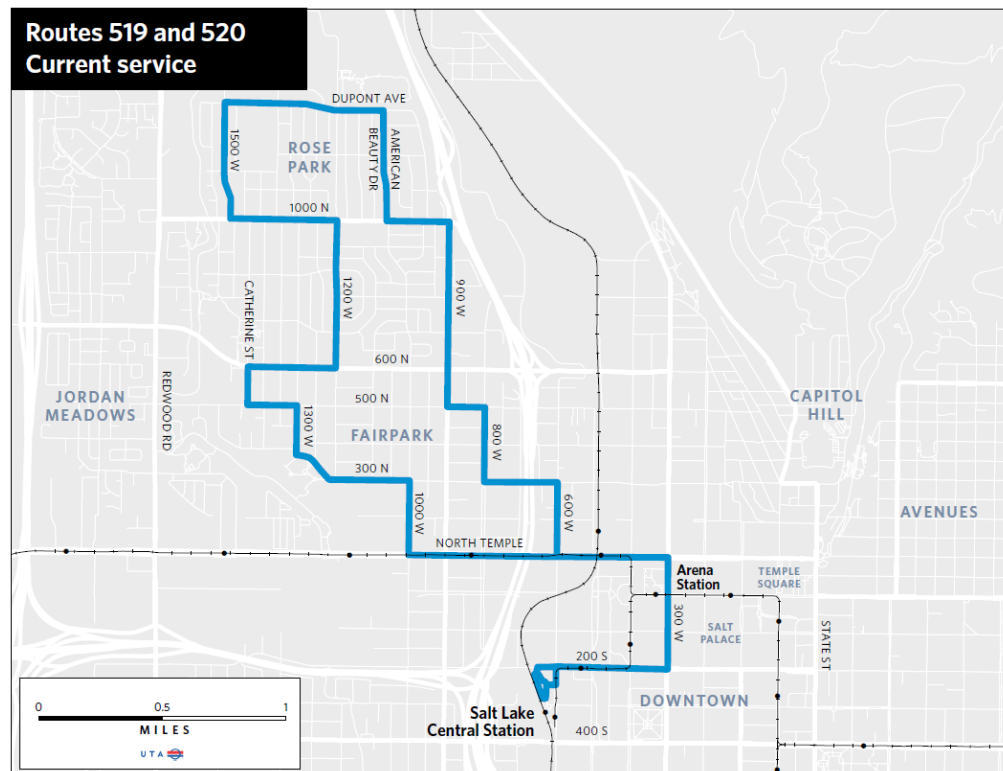 Routes 519 and 520
Current service
DUPONT AVE
1500 W
ROSE
PARK
AMERICAN
BEAUTY DR
1000 N
1200 W
900 W
CATHERINE ST
600 N
JORDAN
MEADOWS
REDWOOD RD
500 N
1300 W
FAIRPARK
800 W
CAPITOL
HILL
300 N
1000 W
600 W
AVENUES
NORTH TEMPLE
Arena
Station
TEMPLE
SQUARE
300 W
SALT
PALACE
STATE ST
200 S
DOWNTOWN
Salt Lake
Central Station
400 S
0 0.5 1
MILES
UTA